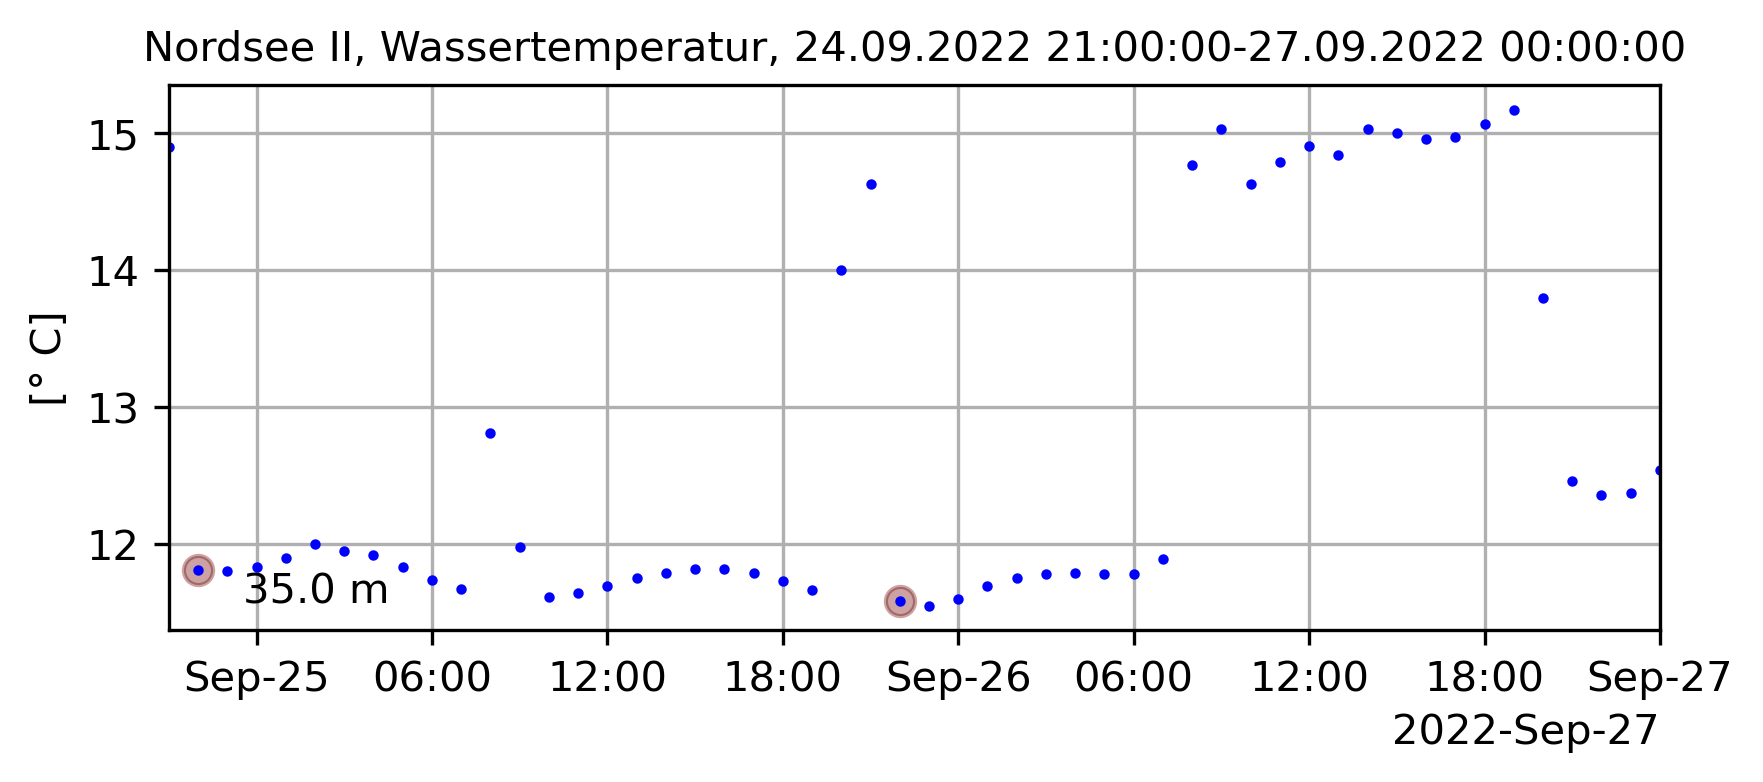 Nordsee II, Wassertemperatur, 24.09.2022 21:00:00-27.09.2022 00:00:00
15
14
13
12
[° C]
35.0 m
Sep-25 06:00 12:00 18:00 Sep-26 06:00 12:00 18:00 Sep-27
2022-Sep-27